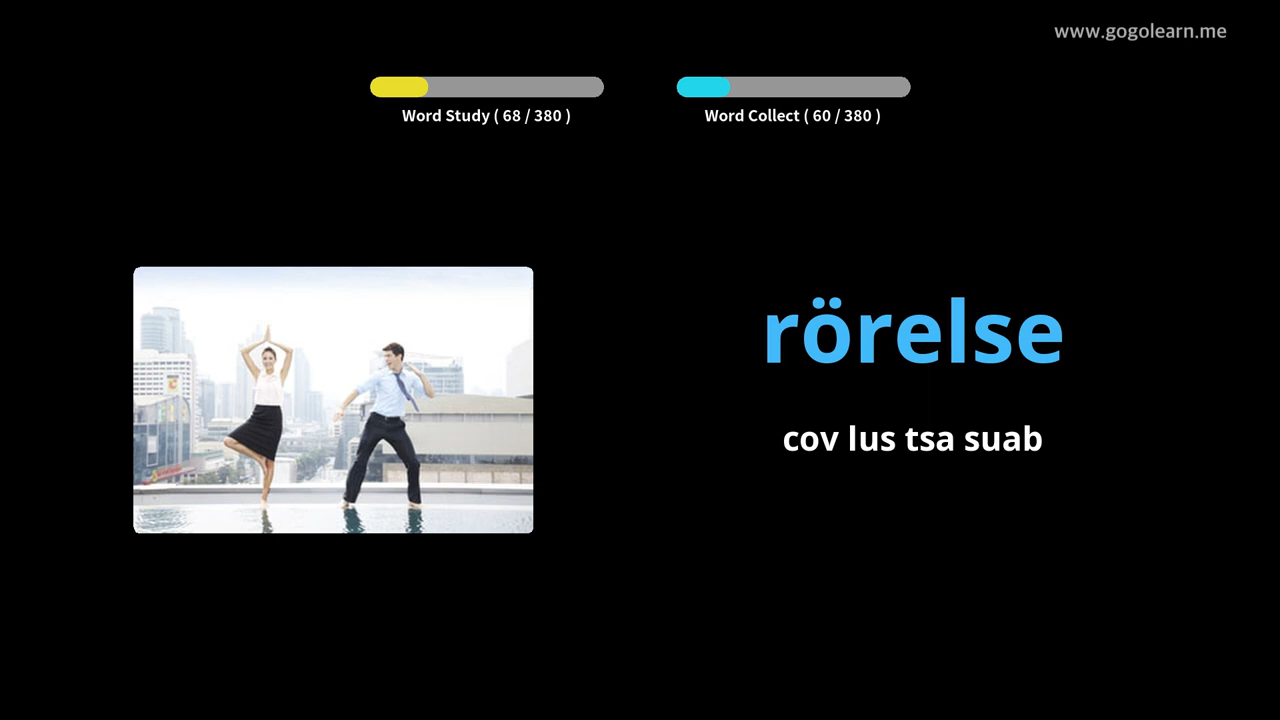 www.gogolearn.me
Word Study ( 68 / 380 )
Word Collect ( 60 / 380 )
rörelse
cov lus tsa suab